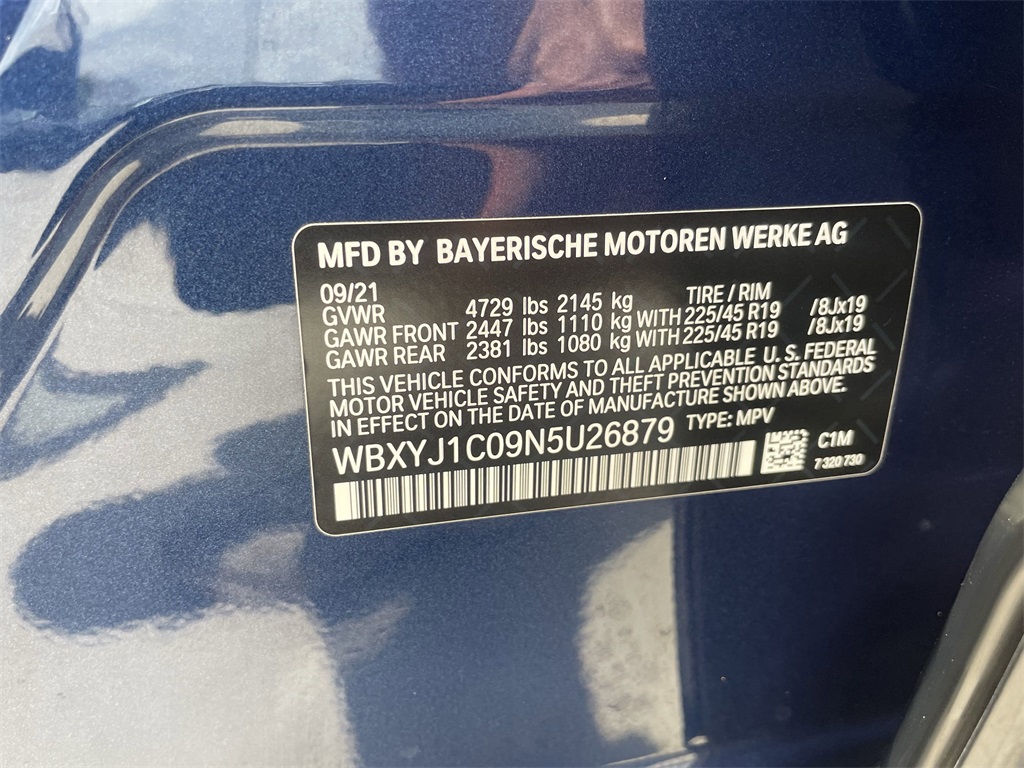 MFD BY BAYERISCHE MOTOREN WERKE AG
09/21 TIRE / RIM
GVWR 4729 lbs 2145 kg
GAWR FRONT 2447 lbs 1110 kg WITH 225/45 R19 /8Jx19
GAWR REAR 2381 lbs 1080 kg WITH 225/45 R19 /8Jx19
THIS VEHICLE CONFORMS TO ALL APPLICABLE U. S. FEDERAL
MOTOR VEHICLE SAFETY AND THEFT PREVENTION STANDARDS
IN EFFECT ON THE DATE OF MANUFACTURE SHOWN ABOVE.
WBXYJ1C09N5U26879 TYPE: MPV
C1M
7 320 730